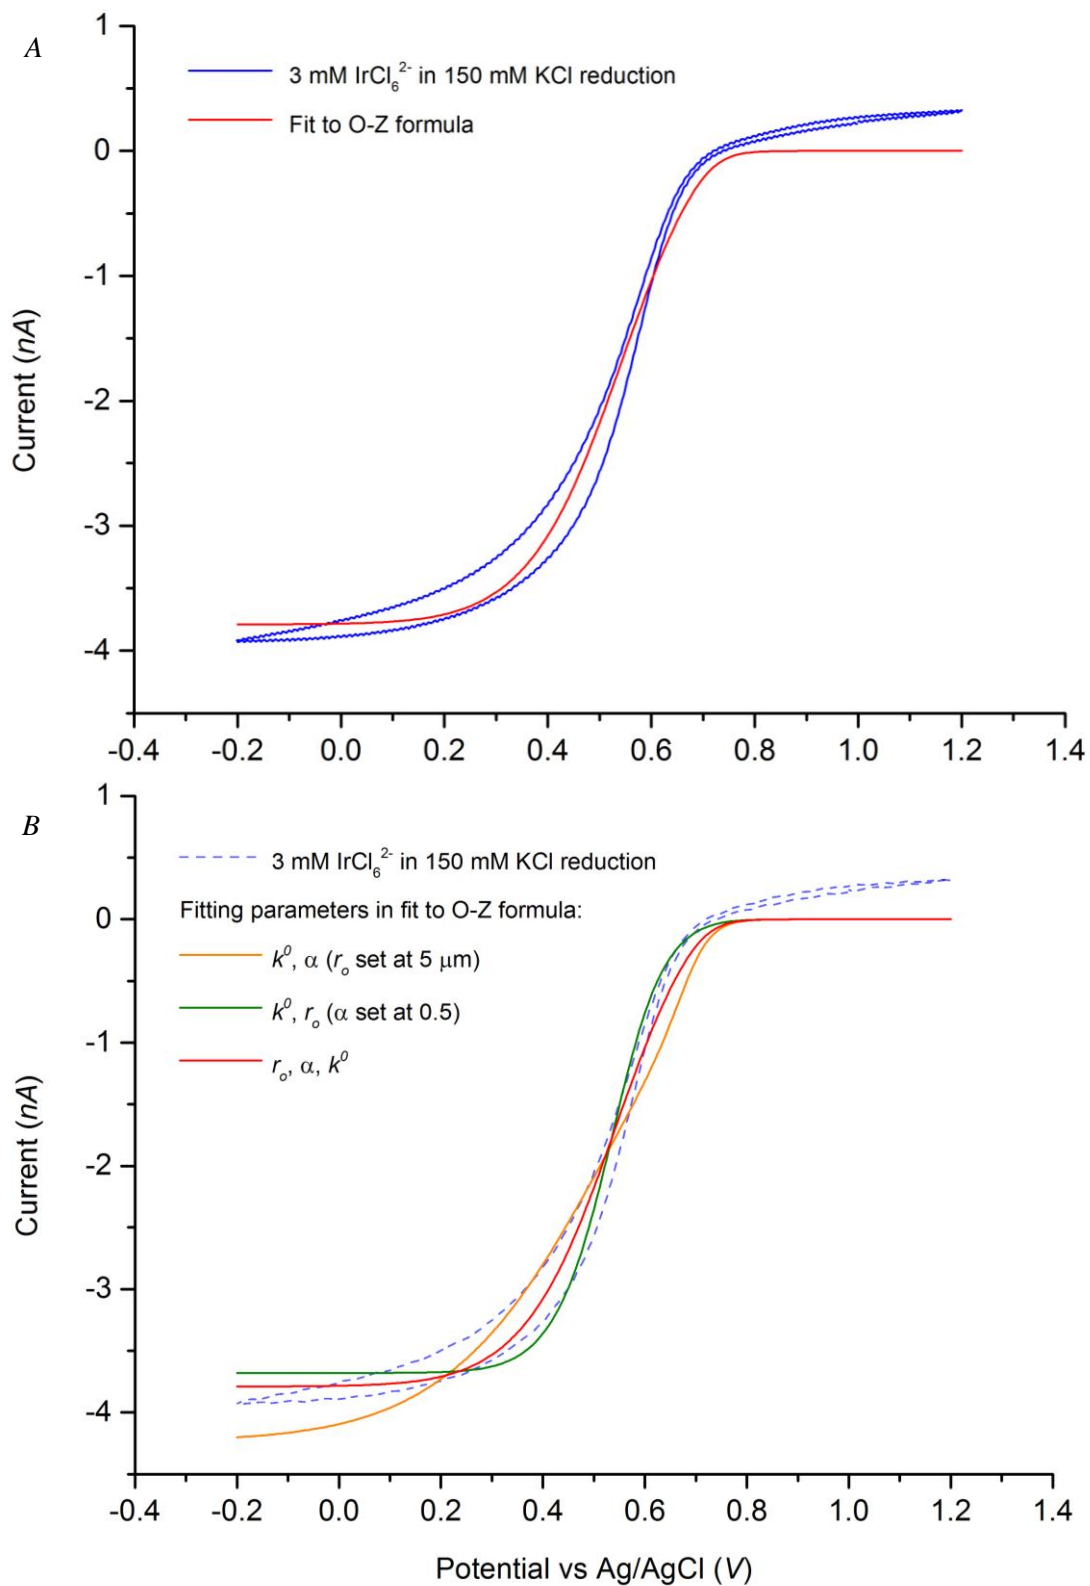 A
1
0
-1
-2
-3
-4
Current (nA)
3 mM IrCl₆²⁻ in 150 mM KCl reduction
Fit to O-Z formula
-0.4 -0.2 0.0 0.2 0.4 0.6 0.8 1.0 1.2 1.4
B
1
0
-1
-2
-3
-4
Current (nA)
3 mM IrCl₆²⁻ in 150 mM KCl reduction
Fitting parameters in fit to O-Z formula:
k⁰, α (rₒ set at 5 μm)
k⁰, rₒ (α set at 0.5)
rₒ, α, k⁰
-0.4 -0.2 0.0 0.2 0.4 0.6 0.8 1.0 1.2 1.4
Potential vs Ag/AgCl (V)